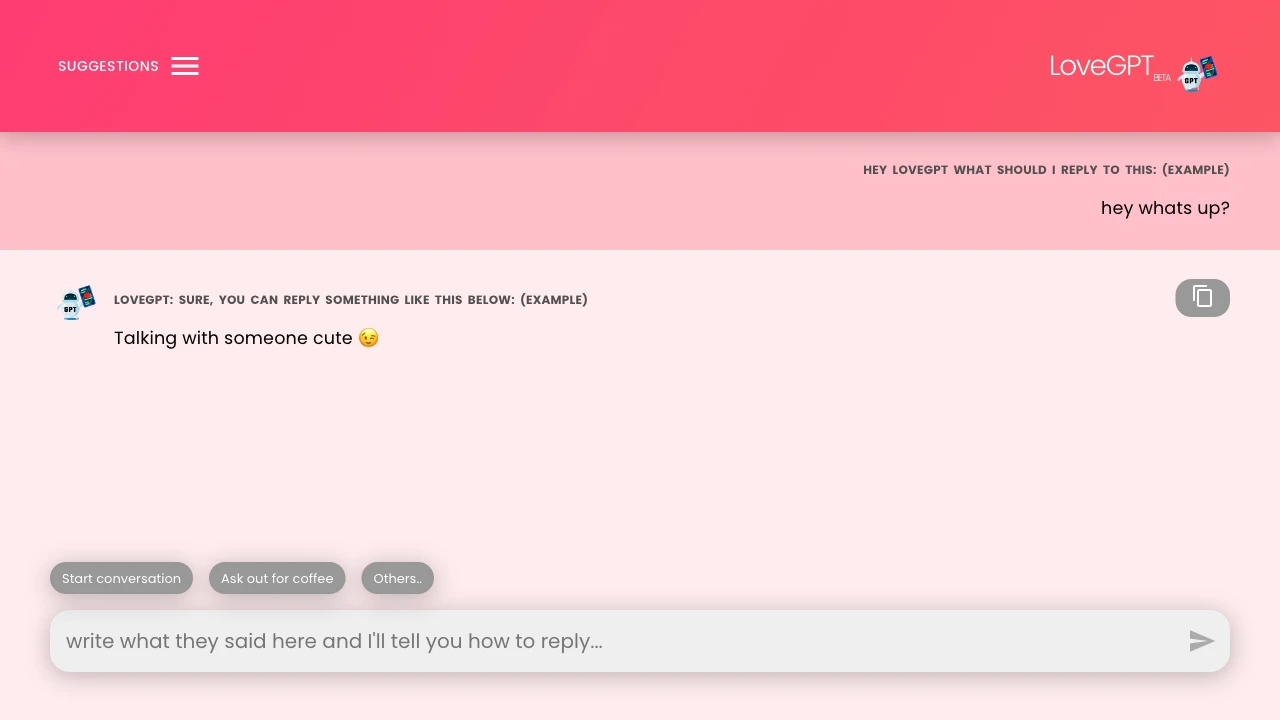 SUGGESTIONS
LoveGPT
BETA
GPT
HEY LOVEGPT WHAT SHOULD I REPLY TO THIS: (EXAMPLE)
hey whats up?
GPT
LOVEGPT: SURE, YOU CAN REPLY SOMETHING LIKE THIS BELOW: (EXAMPLE)
Talking with someone cute 😉
Start conversation
Ask out for coffee
Others..
write what they said here and I'll tell you how to reply...